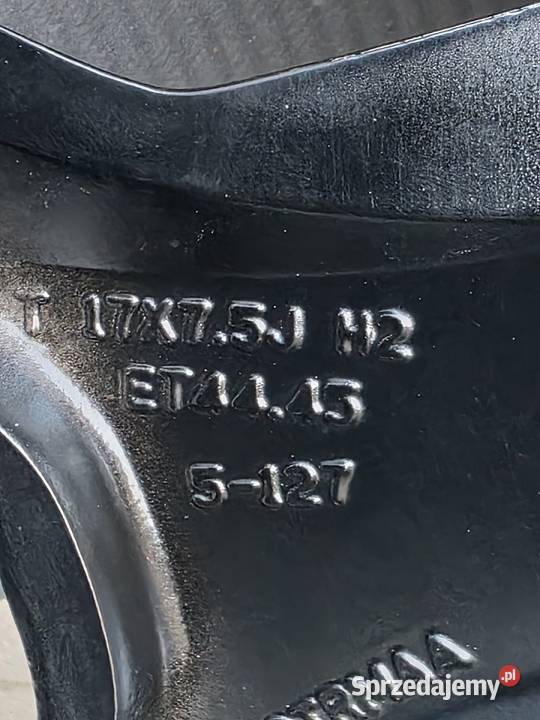 T 17X7.5J H2
ET44.45
5-127
Sprzedajemy.pl